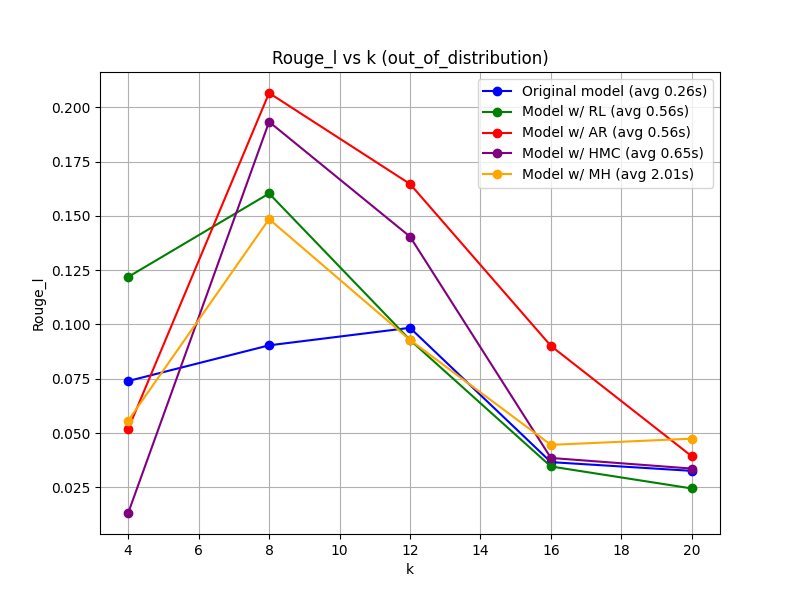 Rouge_l vs k (out_of_distribution)
Original model (avg 0.26s)
Model w/ RL (avg 0.56s)
Model w/ AR (avg 0.56s)
Model w/ HMC (avg 0.65s)
Model w/ MH (avg 2.01s)
Rouge_l
0.200
0.175
0.150
0.125
0.100
0.075
0.050
0.025
4 6 8 10 12 14 16 18 20
k